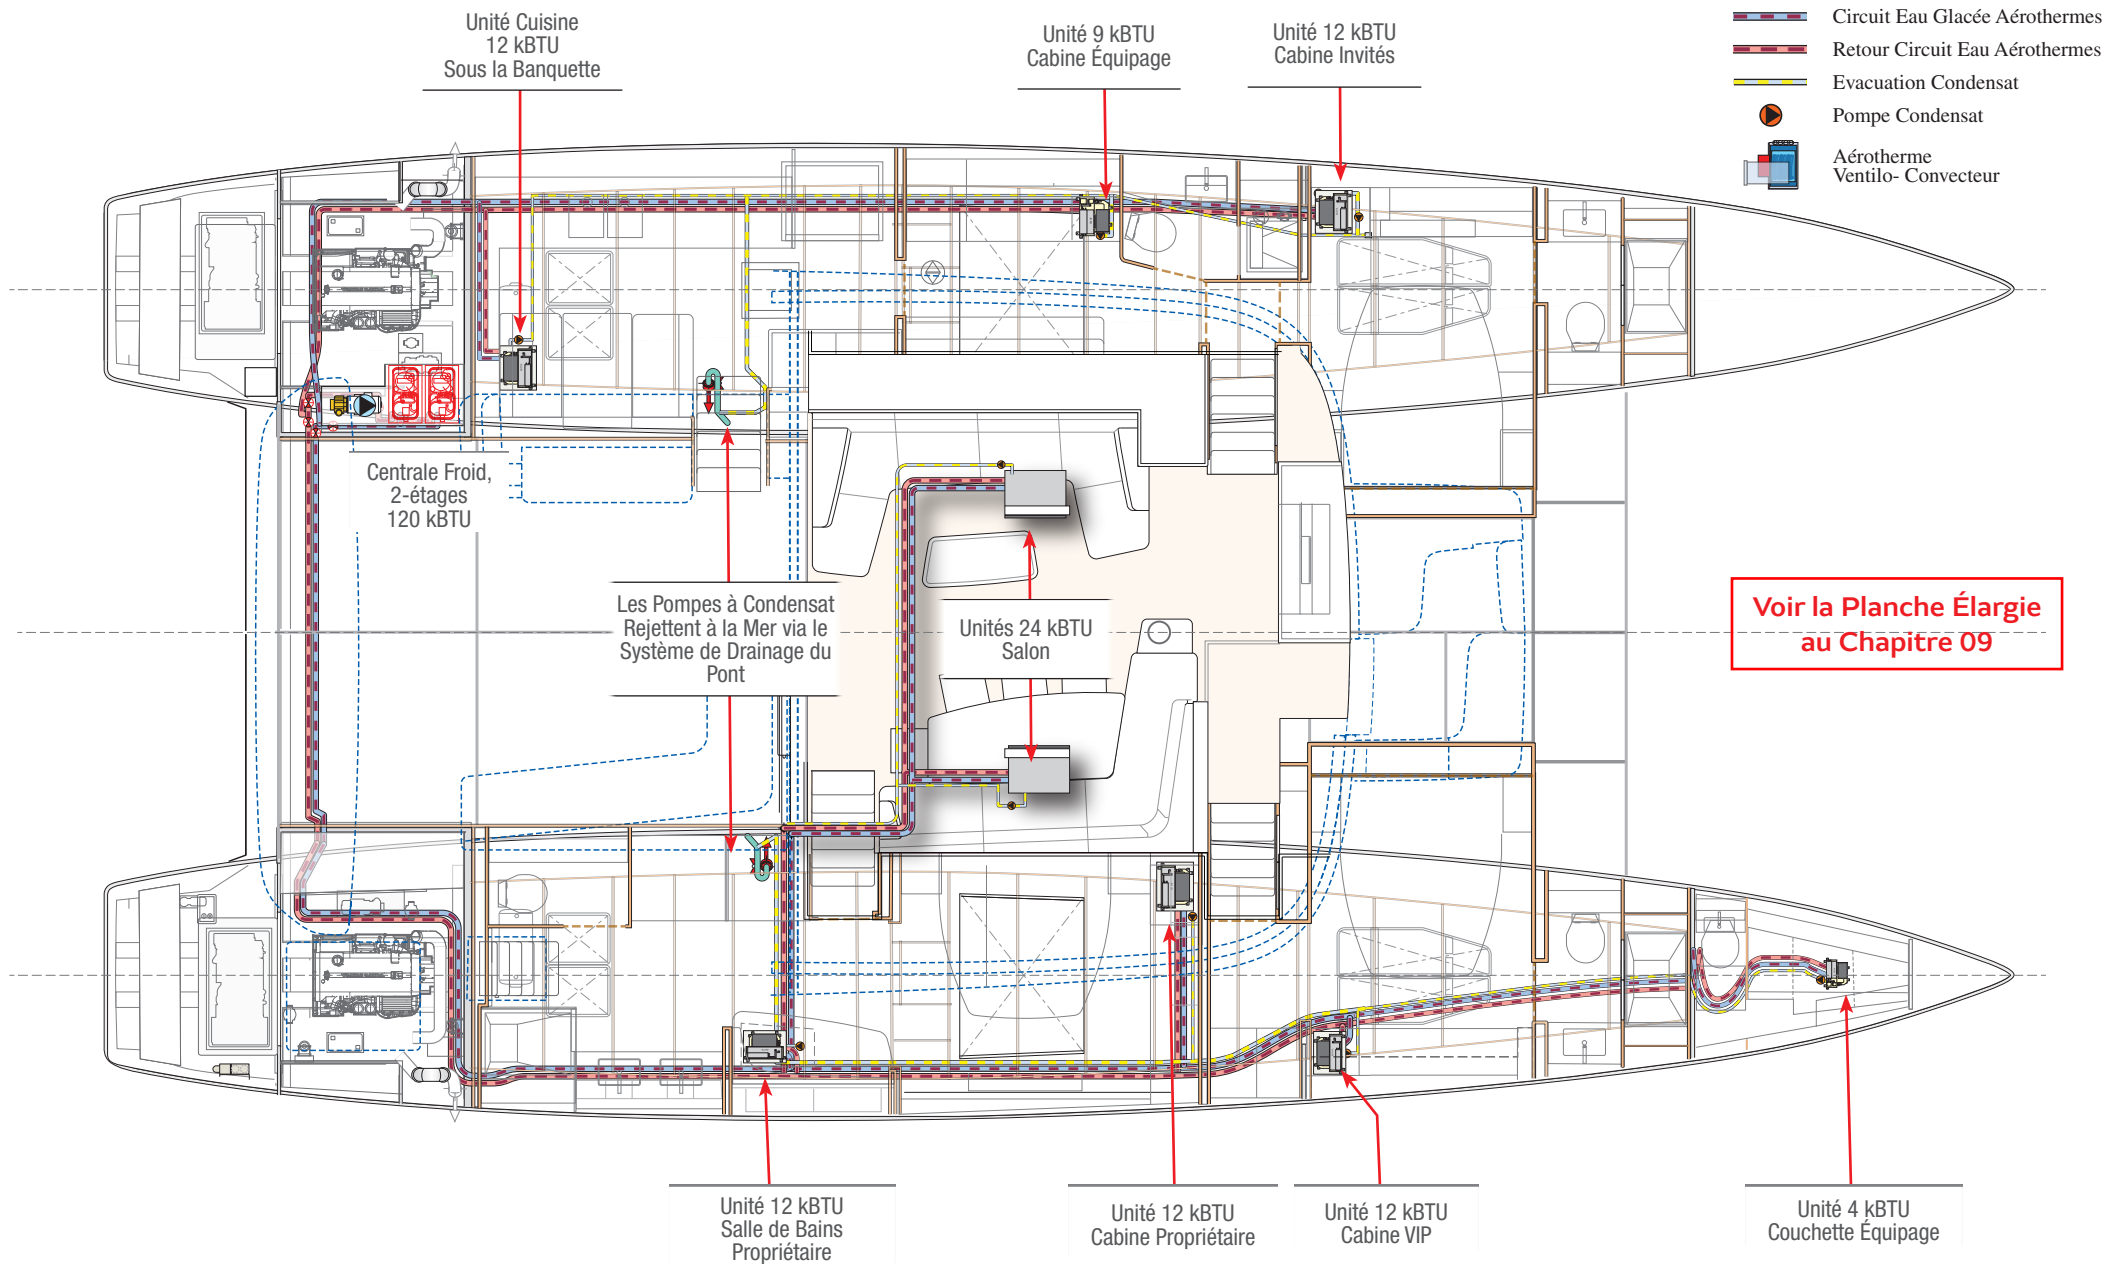 Unité Cuisine
12 kBTU
Sous la Banquette
Unité 9 kBTU
Cabine Équipage
Unité 12 kBTU
Cabine Invités
Circuit Eau Glacée Aérothermes
Retour Circuit Eau Aérothermes
Evacuation Condensat
Pompe Condensat
Aérotherme
Ventilo- Convecteur
Centrale Froid,
2-étages
120 kBTU
Les Pompes à Condensat
Rejettent à la Mer via le
Système de Drainage du
Pont
Unités 24 kBTU
Salon
Voir la Planche Élargie
au Chapitre 09
Unité 12 kBTU
Salle de Bains
Propriétaire
Unité 12 kBTU
Cabine Propriétaire
Unité 12 kBTU
Cabine VIP
Unité 4 kBTU
Couchette Équipage